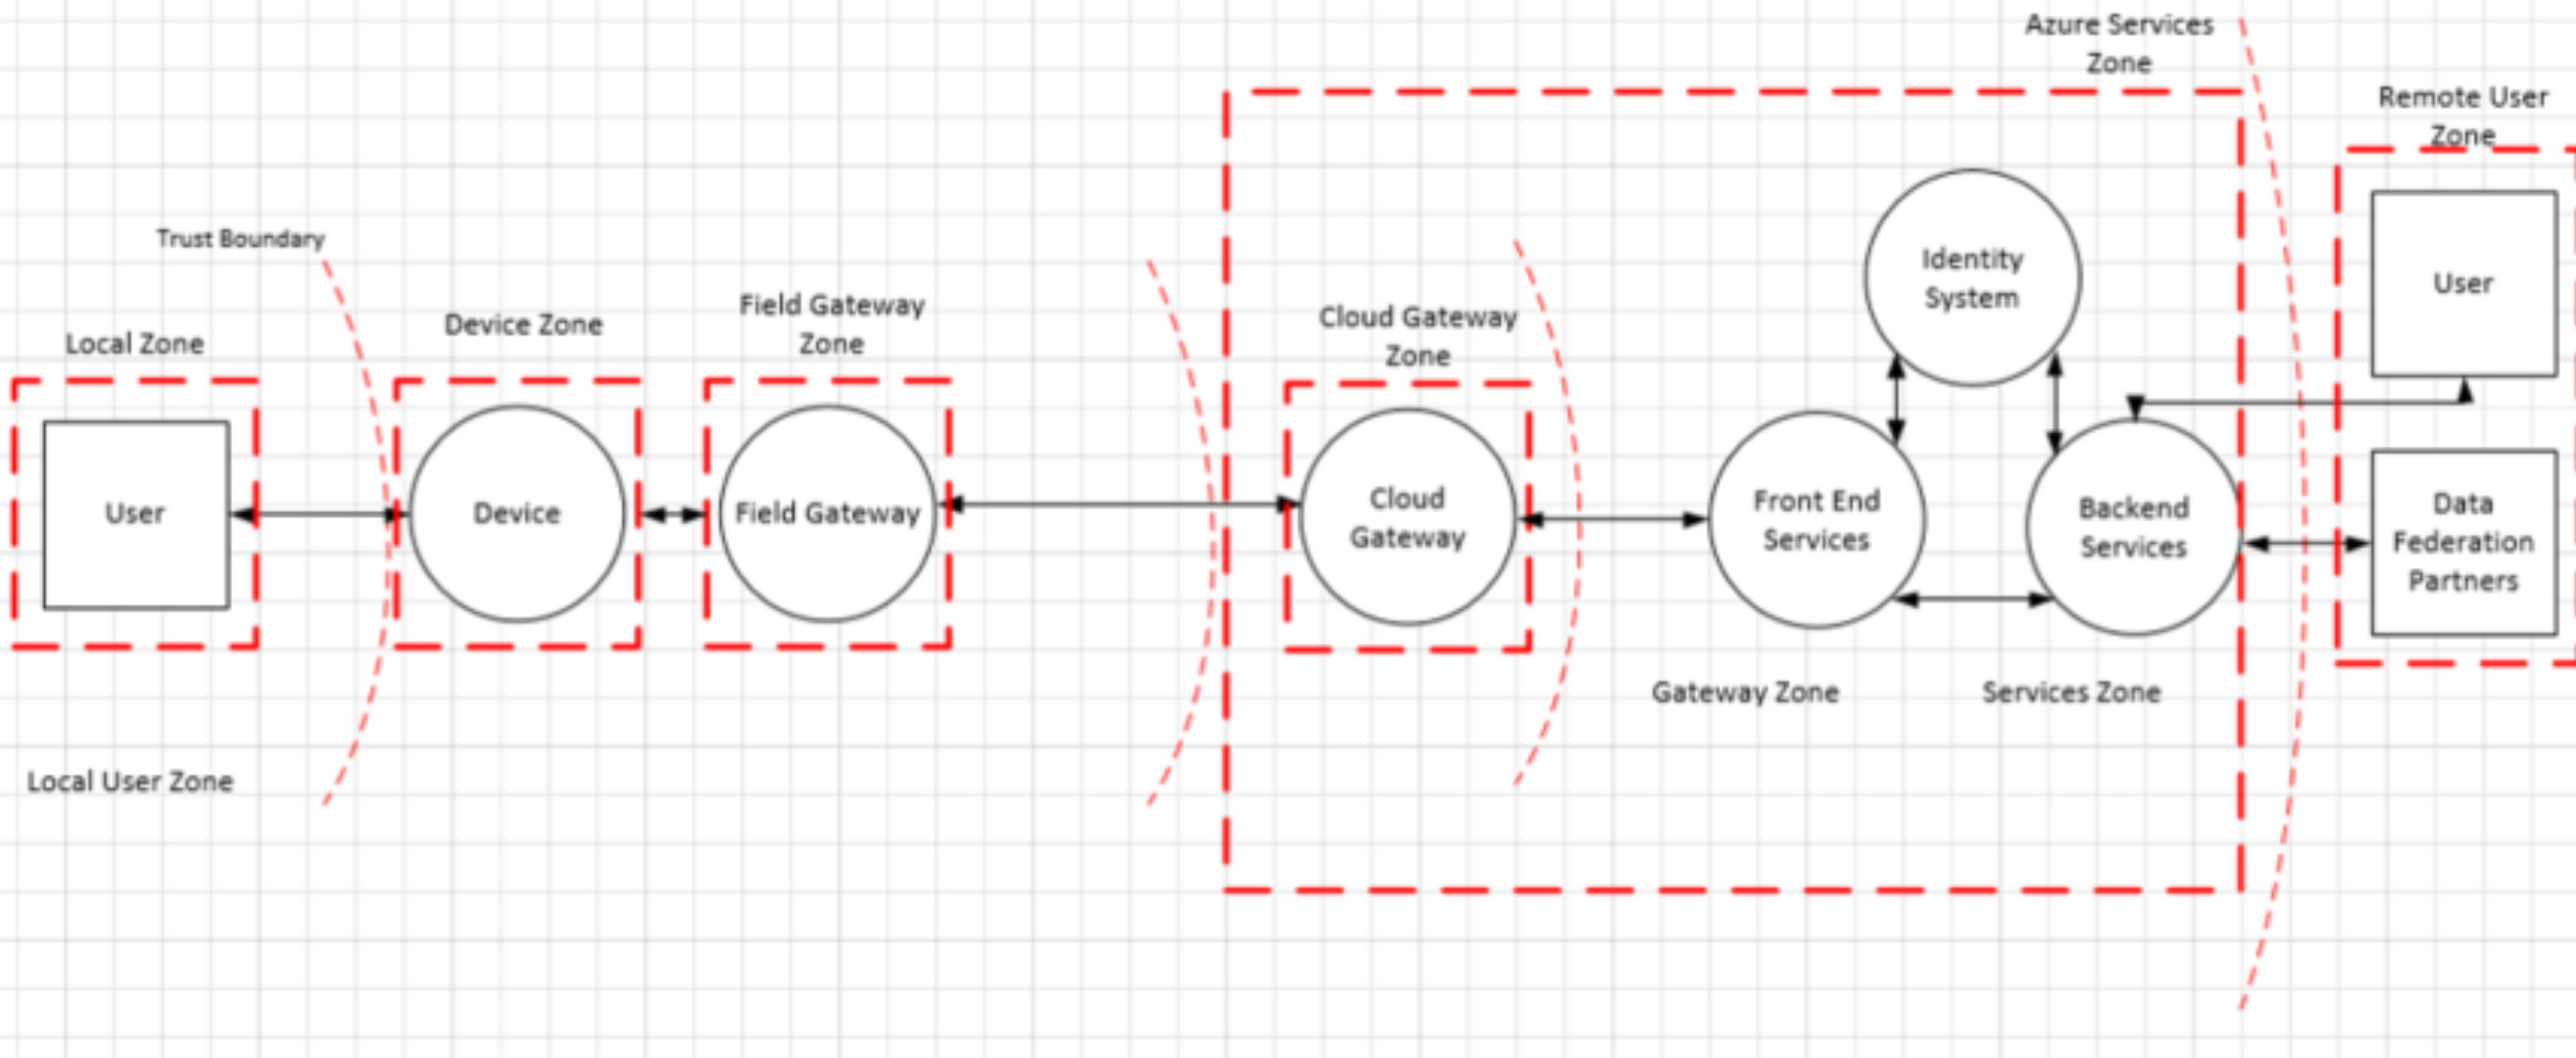 Azure Services
Zone
Remote User
Zone
Trust Boundary
Local Zone
Device Zone
Field Gateway
Zone
Cloud Gateway
Zone
Identity
System
User
User
Device
Field Gateway
Cloud
Gateway
Front End
Services
Backend
Services
Data
Federation
Partners
Gateway Zone
Services Zone
Local User Zone